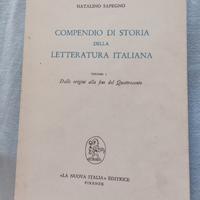 NATALINO SAPEGNO
COMPENDIO DI STORIA
DELLA
LETTERATURA ITALIANA
VOLUME I
Dalle origini alla fine del Quattrocento
«LA NUOVA ITALIA» EDITRICE
FIRENZE